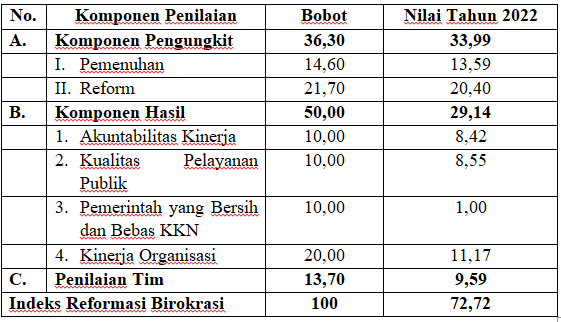 No. Komponen Penilaian Bobot Nilai Tahun 2022
A. Komponen Pengungkit 36,30 33,99
I. Pemenuhan 14,60 13,59
II. Reform 21,70 20,40
B. Komponen Hasil 50,00 29,14
1. Akuntabilitas Kinerja 10,00 8,42
2. Kualitas Pelayanan 10,00 8,55
Publik
3. Pemerintah yang Bersih 10,00 1,00
dan Bebas KKN
4. Kinerja Organisasi 20,00 11,17
C. Penilaian Tim 13,70 9,59
Indeks Reformasi Birokrasi 100 72,72